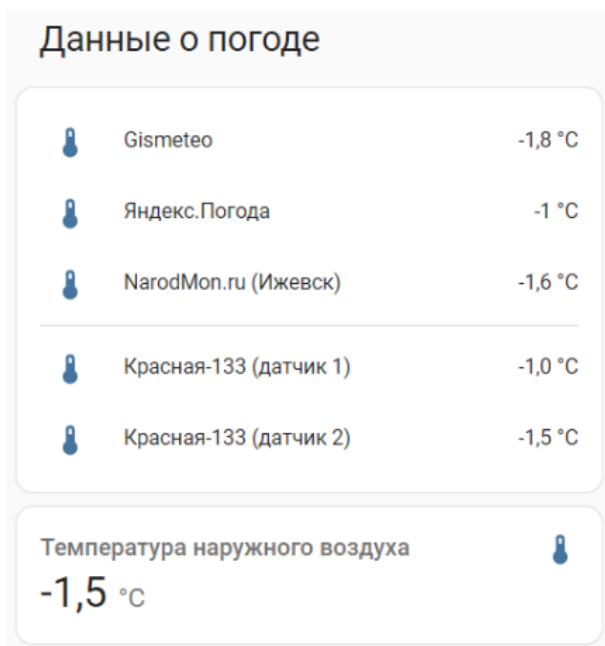 Данные о погоде
Gismeteo -1,8 °C
Яндекс.Погода -1 °C
NarodMon.ru (Ижевск) -1,6 °C
Красная-133 (датчик 1) -1,0 °C
Красная-133 (датчик 2) -1,5 °C
Температура наружного воздуха
-1,5 °C